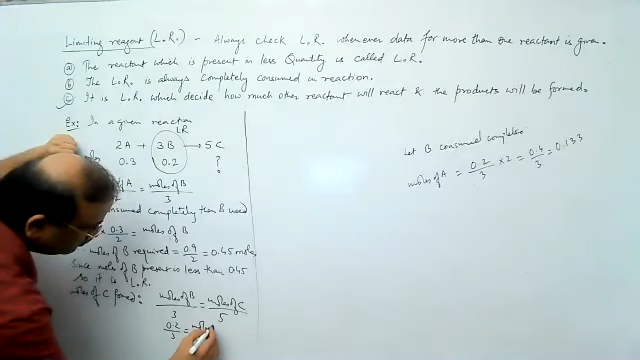 Limiting reagent (L.R.) - Always check L.R. whenever data for more than one reactant is given.
(a) The reactant which is present in less Quantity is called L.R.
(b) The L.R. is always completely consumed in reaction.
(c) It is L.R. which decide how much other reactant will react & the products will be formed.
Ex: In a given reaction
LR
2A + 3B → 5C
0.3 0.2 ?
of A / 2 = moles of B / 3
consumed completely then B used
0.3 / 2 = moles of B
moles of B required = 0.9 / 2 = 0.45 moles
Since moles of B present is less than 0.45
so it is L.R.
moles of C formed: moles of B / 3 = moles of C / 5
0.2 / 3 =
Let B consumed
moles of A = 0.2 / 3 × 2 = 0.4 / 3 = 0.133